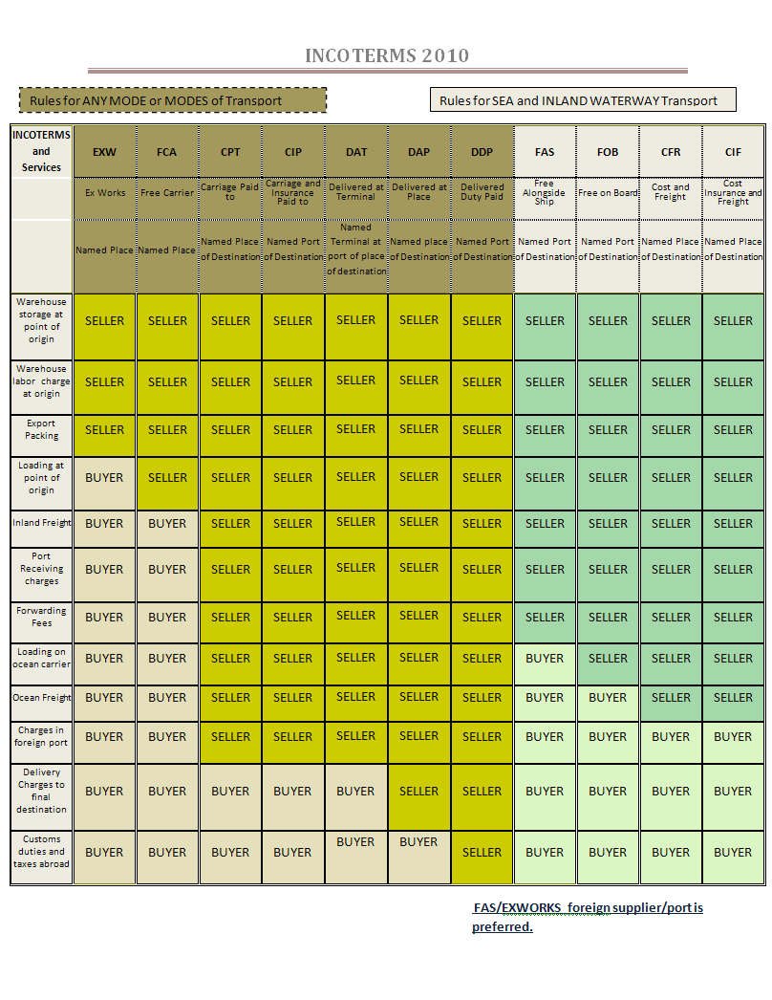 INCOTERMS 2010
Rules for ANY MODE or MODES of Transport
Rules for SEA and INLAND WATERWAY Transport
INCOTERMS and Services EXW FCA CPT CIP DAT DAP DDP FAS FOB CFR CIF
Ex Works Free Carrier Carriage Paid to Carriage and Insurance Paid to Delivered at Terminal Delivered at Place Delivered Duty Paid Free Alongside Ship Free on Board Cost and Freight Cost Insurance and Freight
Named Place Named Place Named Place of Destination Named Port of Destination Named Terminal at port of place of destination Named place of Destination Named Port of Destination Named Port of Destination Named Port of Destination Named Place of Destination Named Place of Destination
Warehouse storage at point of origin SELLER SELLER SELLER SELLER SELLER SELLER SELLER SELLER SELLER SELLER SELLER
Warehouse labor charge at origin SELLER SELLER SELLER SELLER SELLER SELLER SELLER SELLER SELLER SELLER SELLER
Export Packing SELLER SELLER SELLER SELLER SELLER SELLER SELLER SELLER SELLER SELLER SELLER
Loading at point of origin BUYER SELLER SELLER SELLER SELLER SELLER SELLER SELLER SELLER SELLER SELLER
Inland Freight BUYER BUYER SELLER SELLER SELLER SELLER SELLER SELLER SELLER SELLER SELLER
Port Receiving charges BUYER BUYER SELLER SELLER SELLER SELLER SELLER SELLER SELLER SELLER SELLER
Forwarding Fees BUYER BUYER SELLER SELLER SELLER SELLER SELLER SELLER SELLER SELLER SELLER
Loading on ocean carrier BUYER BUYER SELLER SELLER SELLER SELLER SELLER BUYER SELLER SELLER SELLER
Ocean Freight BUYER BUYER SELLER SELLER SELLER SELLER SELLER BUYER BUYER SELLER SELLER
Charges in foreign port BUYER BUYER SELLER SELLER SELLER SELLER SELLER BUYER BUYER BUYER BUYER
Delivery Charges to final destination BUYER BUYER BUYER BUYER BUYER SELLER SELLER BUYER BUYER BUYER BUYER
Customs duties and taxes abroad BUYER BUYER BUYER BUYER BUYER BUYER SELLER BUYER BUYER BUYER BUYER
FAS/EXWORKS foreign supplier/port is
preferred.